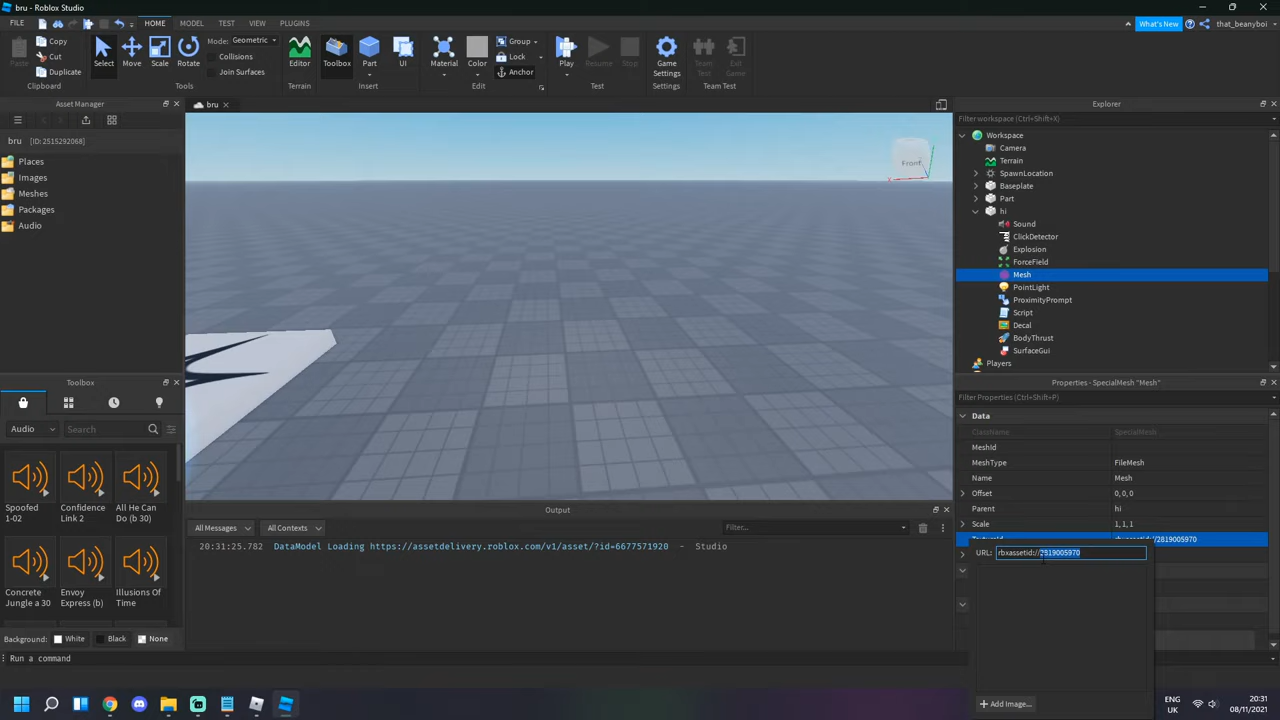 bru - Roblox Studio
FILE
HOME
MODEL
TEST
VIEW
PLUGINS
What's New
that_beanyboi
Paste
Copy
Cut
Duplicate
Clipboard
Select
Move
Scale
Rotate
Mode: Geometric
Collisions
Join Surfaces
Tools
Editor
Terrain
Toolbox
Part
UI
Insert
Material
Color
Group
Lock
Anchor
Edit
Play
Resume
Stop
Test
Game Settings
Settings
Team Test
Exit Game
Team Test
Asset Manager
bru [ID: 2515292068]
Places
Images
Meshes
Packages
Audio
bru
Front
x
Explorer
Filter workspace (Ctrl+Shift+X)
Workspace
Camera
Terrain
SpawnLocation
Baseplate
Part
hi
Sound
ClickDetector
Explosion
ForceField
Mesh
PointLight
ProximityPrompt
Script
Decal
BodyThrust
SurfaceGui
Players
Toolbox
Audio
Search
Spoofed 1-02
Confidence Link 2
All He Can Do (b 30)
Concrete Jungle a 30
Envoy Express (b)
Illusions Of Time
Background: White Black None
Output
All Messages
All Contexts
Filter...
20:31:25.782 DataModel Loading https://assetdelivery.roblox.com/v1/asset/?id=6677571920 - Studio
Properties - SpecialMesh "Mesh"
Filter Properties (Ctrl+Shift+P)
Data
ClassName SpecialMesh
MeshId
MeshType FileMesh
Name Mesh
Offset 0,0,0
Parent hi
Scale 1,1,1
TextureId rbxassetid://2819005970
URL: rbxassetid://2819005970
Add Image...
Run a command
ENG
UK
20:31
08/11/2021